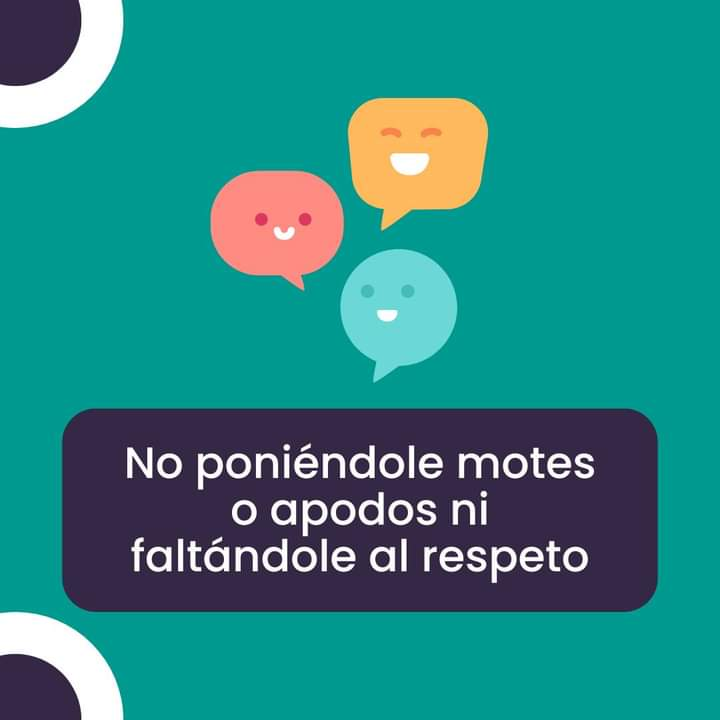 No poniéndole motes
o apodos ni
faltándole al respeto